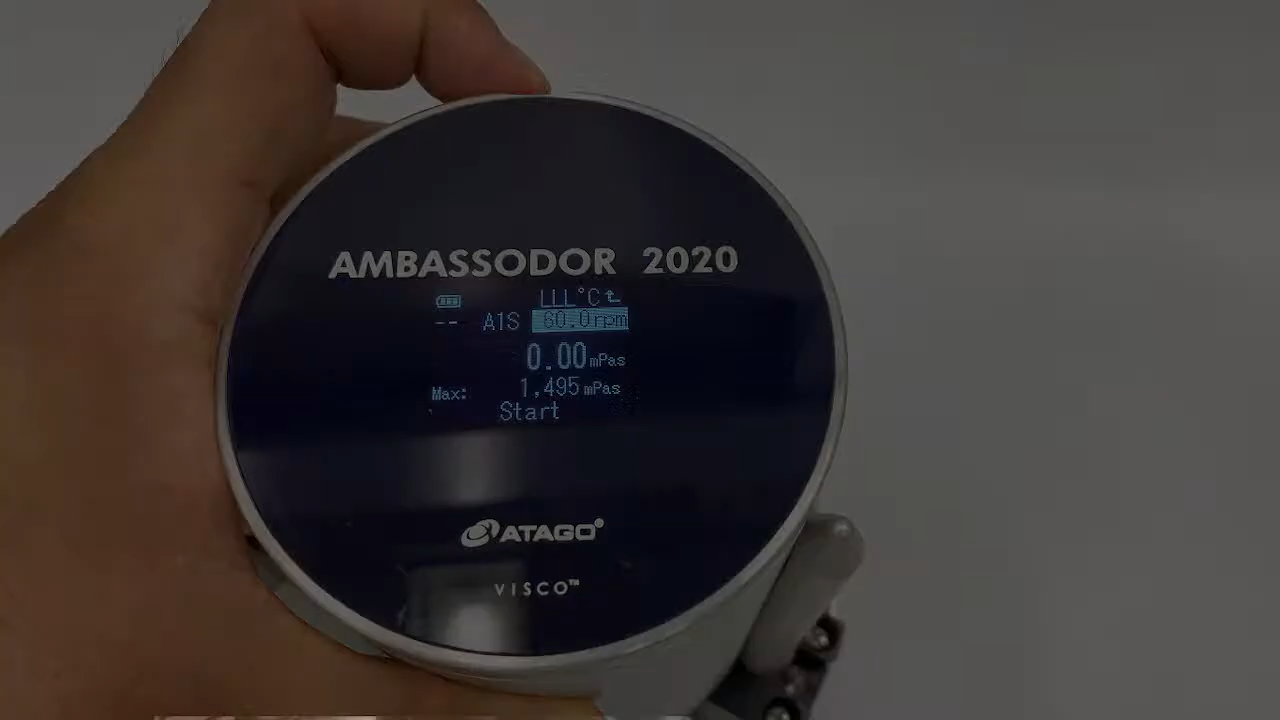 AMBASSODOR 2020
LLL°C
-- A1S 60.0rpm
0.00mPas
Max: 1,495mPas
Start
ATAGO®
VISCO™